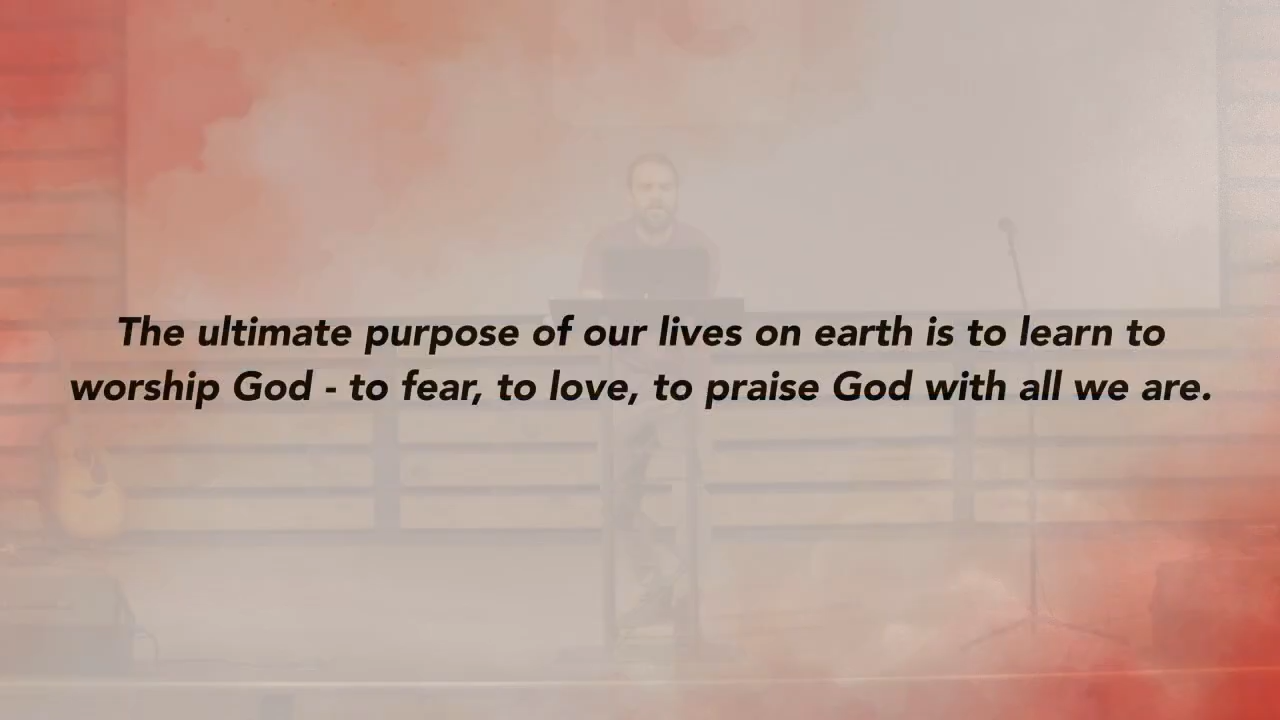 The ultimate purpose of our lives on earth is to learn to
worship God - to fear, to love, to praise God with all we are.